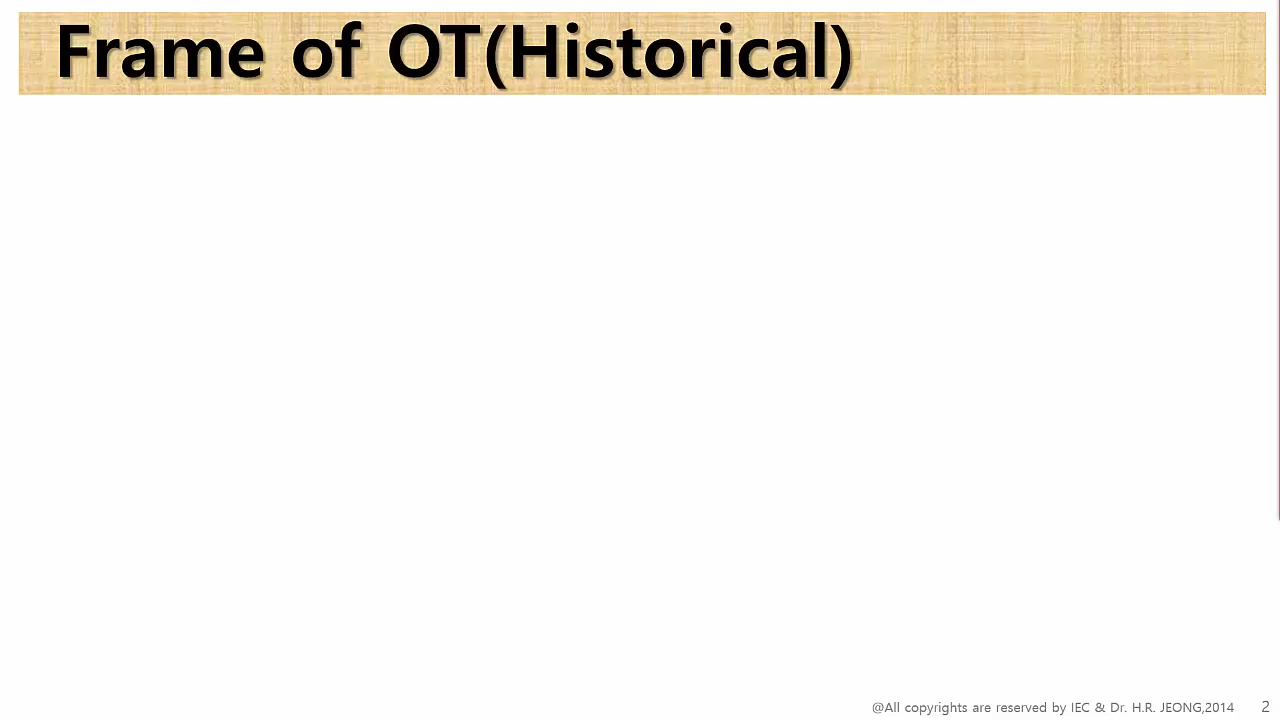 Frame of OT(Historical)
@All copyrights are reserved by IEC & Dr. H.R. JEONG,2014
2